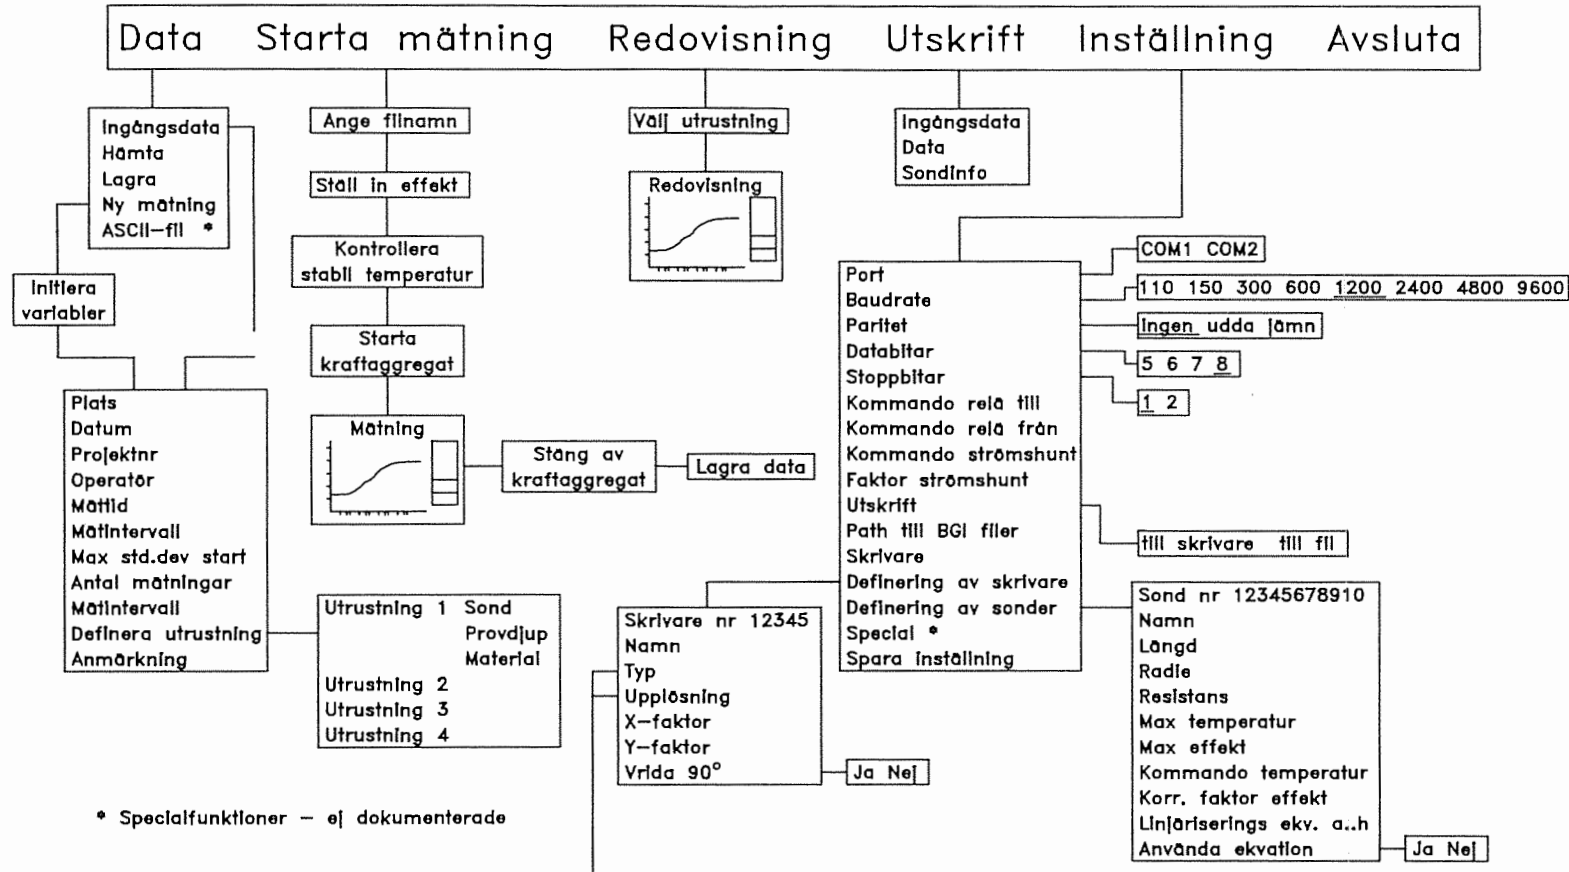 Data Starta mätning Redovisning Utskrift Inställning Avsluta
Ingångsdata
Hämta
Lagra
Ny mätning
ASCII-fil *
Initiera
variabler
Plats
Datum
Projektnr
Operatör
Mättid
Mätintervall
Max std.dev start
Antal mätningar
Mätintervall
Definera utrustning
Anmärkning
Utrustning 1 Sond
Provdjup
Material
Utrustning 2
Utrustning 3
Utrustning 4
Ange filnamn
Ställ in effekt
Kontrollera
stabil temperatur
Starta
kraftaggregat
Mätning
Stäng av
kraftaggregat
Lagra data
Välj utrustning
Redovisning
Ingångsdata
Data
Sondinfo
Port
Baudrate
Paritet
Databitar
Stoppbitar
Kommando relä till
Kommando relä från
Kommando strömshunt
Faktor strömshunt
Utskrift
Path till BGI filer
Skrivare
Definering av skrivare
Definering av sonder
Special *
Spara inställning
COM1 COM2
110 150 300 600 1200 2400 4800 9600
ingen udda jämn
5 6 7 8
1 2
till skrivare till fil
Skrivare nr 12345
Namn
Typ
Upplösning
X-faktor
Y-faktor
Vrida 90°
Ja Nej
Sond nr 12345678910
Namn
Längd
Radie
Resistans
Max temperatur
Max effekt
Kommando temperatur
Korr. faktor effekt
Linjäriserings ekv. a..h
Använda ekvation
Ja Nej
* Specialfunktioner - ej dokumenterade